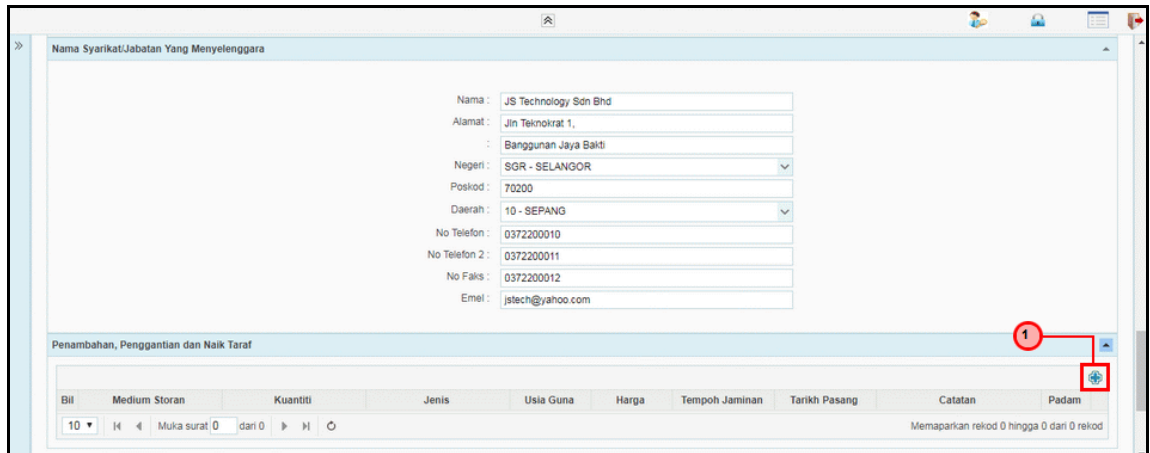 Nama Syarikat/Jabatan Yang Menyelenggara
Nama : JS Technology Sdn Bhd
Alamat : Jln Teknokrat 1,
: Banggunan Jaya Bakti
Negeri : SGR - SELANGOR
Poskod : 70200
Daerah : 10 - SEPANG
No Telefon : 0372200010
No Telefon 2 : 0372200011
No Faks : 0372200012
Emel : jstech@yahoo.com
1
Penambahan, Penggantian dan Naik Taraf
Bil Medium Storan Kuantiti Jenis Usia Guna Harga Tempoh Jaminan Tarikh Pasang Catatan Padam
10 Muka surat 0 dari 0 Memaparkan rekod 0 hingga 0 dari 0 rekod